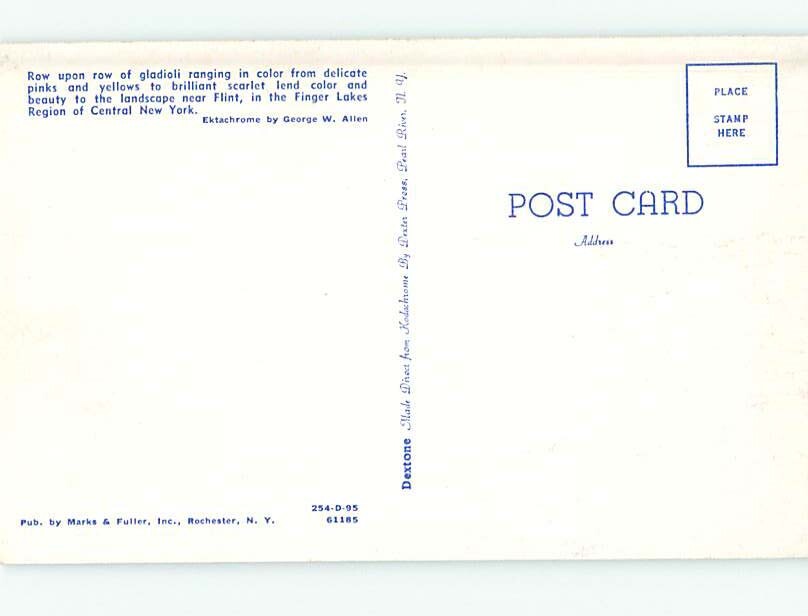 Row upon row of gladioli ranging in color from delicate
pinks and yellows to brilliant scarlet lend color and
beauty to the landscape near Flint, in the Finger Lakes
Region of Central New York.
Ektachrome by George W. Allen
254-D-95
Pub. by Marks & Fuller, Inc., Rochester, N. Y.
61185
Dextone Made Direct from Kodachrome By Dexter Press, Pearl River, N. Y.
PLACE
STAMP
HERE
POST CARD
Address